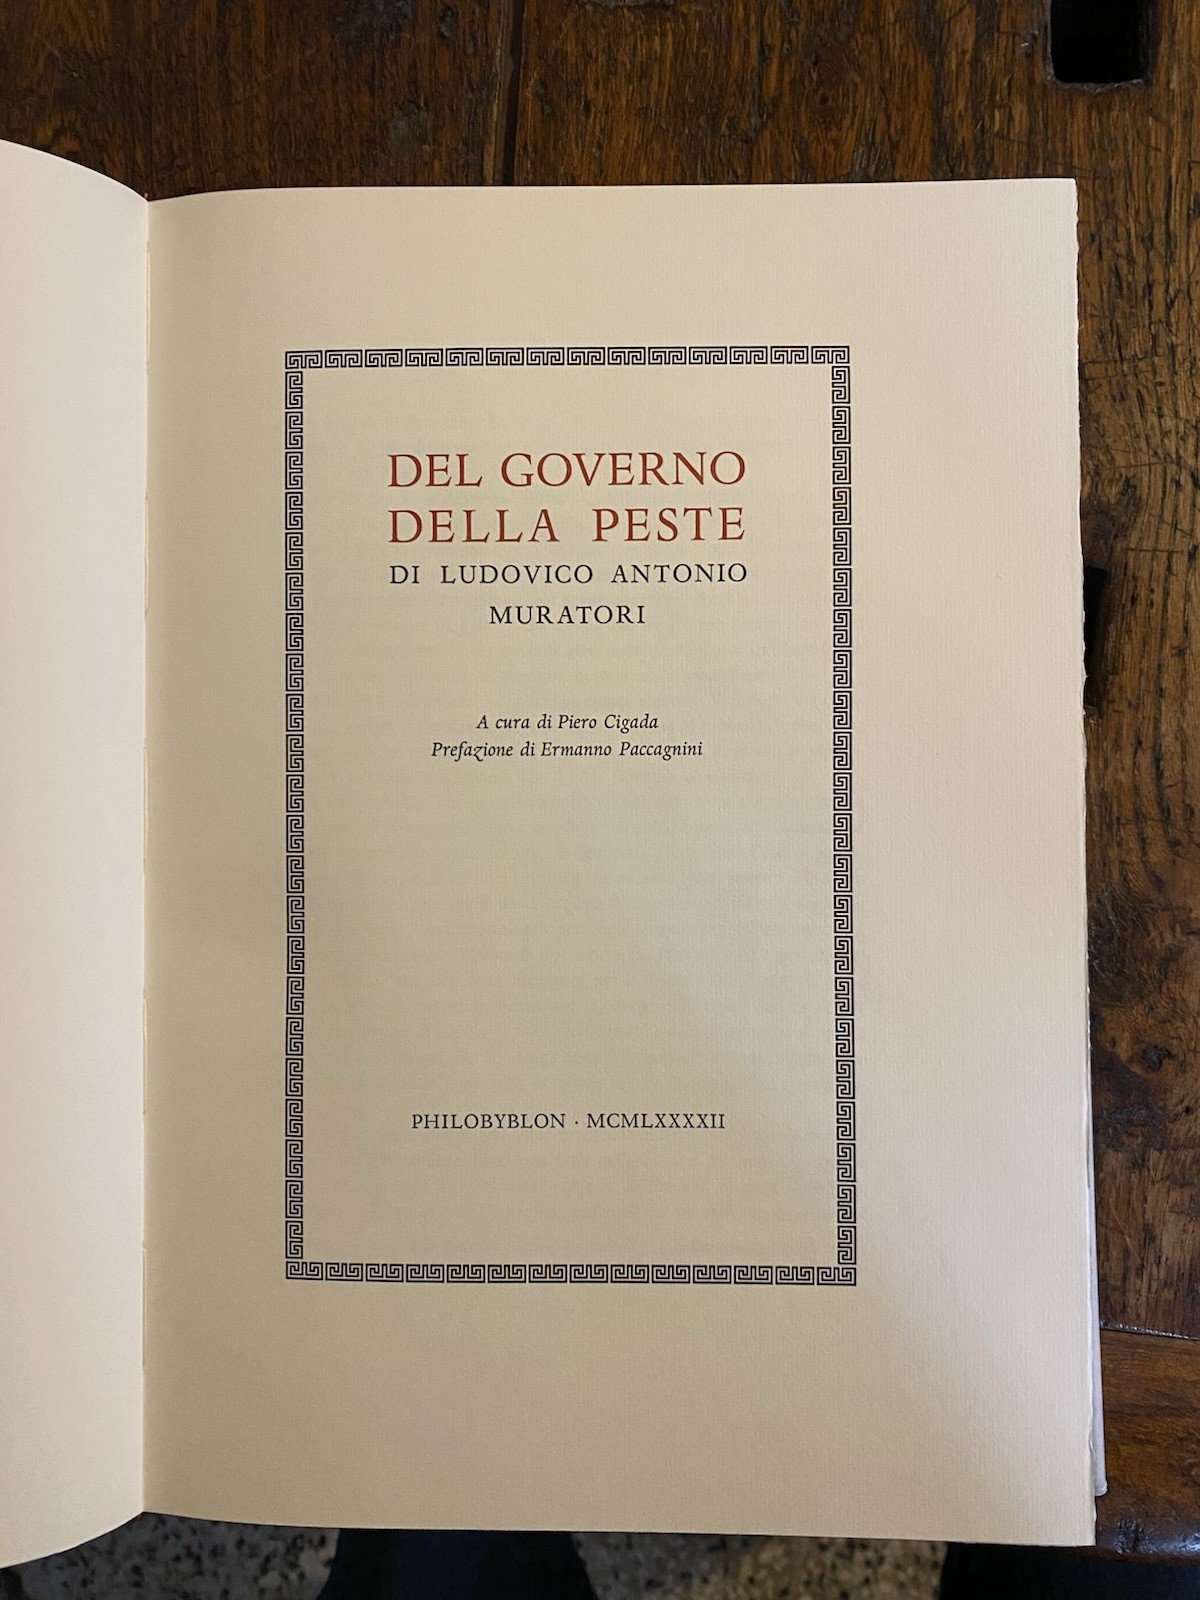 DEL GOVERNO
DELLA PESTE
DI LUDOVICO ANTONIO
MURATORI
A cura di Piero Cigada
Prefazione di Ermanno Paccagnini
PHILOBYBLON · MCMLXXXXII